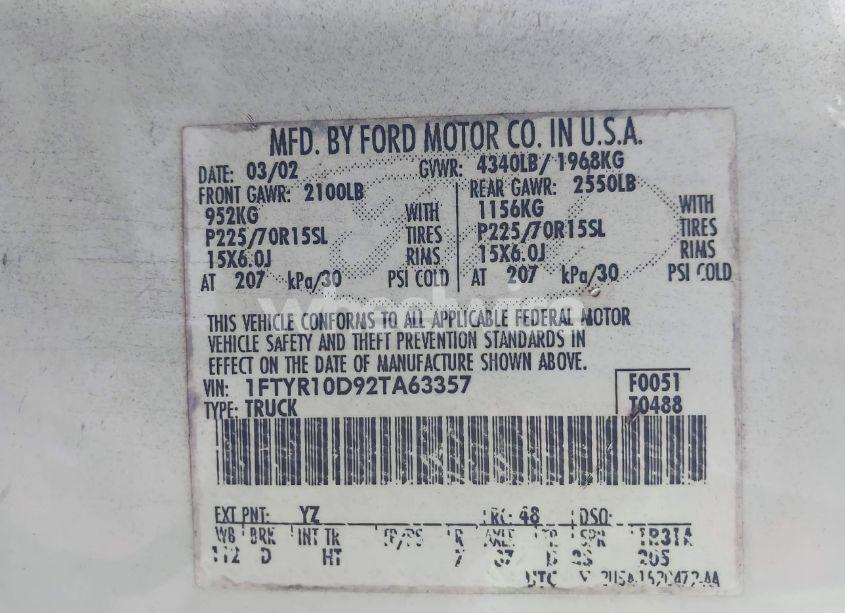 MFD. BY FORD MOTOR CO. IN U.S.A.
DATE: 03/02 GVWR: 4340LB/ 1968KG
FRONT GAWR: 2100LB REAR GAWR: 2550LB
952KG WITH 1156KG WITH
P225/70R15SL TIRES P225/70R15SL TIRES
15X6.0J RIMS 15X6.0J RIMS
AT 207 kPa/30 PSI COLD AT 207 kPa/30 PSI COLD
THIS VEHICLE CONFORMS TO ALL APPLICABLE FEDERAL MOTOR
VEHICLE SAFETY AND THEFT PREVENTION STANDARDS IN
EFFECT ON THE DATE OF MANUFACTURE SHOWN ABOVE.
VIN: 1FTYR10D92TA63357 F0051
TYPE: TRUCK T0488
EXT PNT: YZ RC: 48 DSO:
WB BRK INT TR R AXLE SPR TR31A
112 D HT 205
UTC